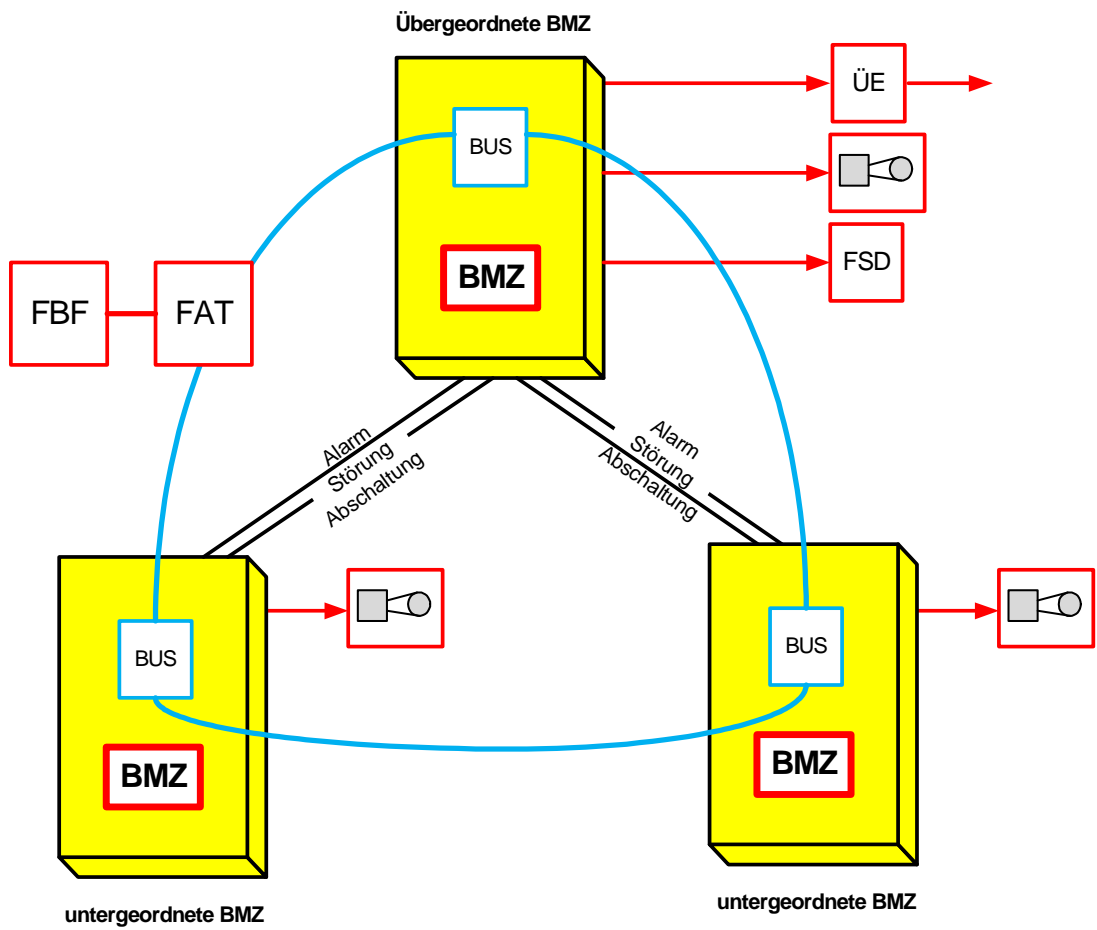 Übergeordnete BMZ
ÜE
BUS
BMZ
FSD
FBF
FAT
Alarm
Störung
Abschaltung
Alarm
Störung
Abschaltung
BUS
BMZ
BUS
BMZ
untergeordnete BMZ
untergeordnete BMZ